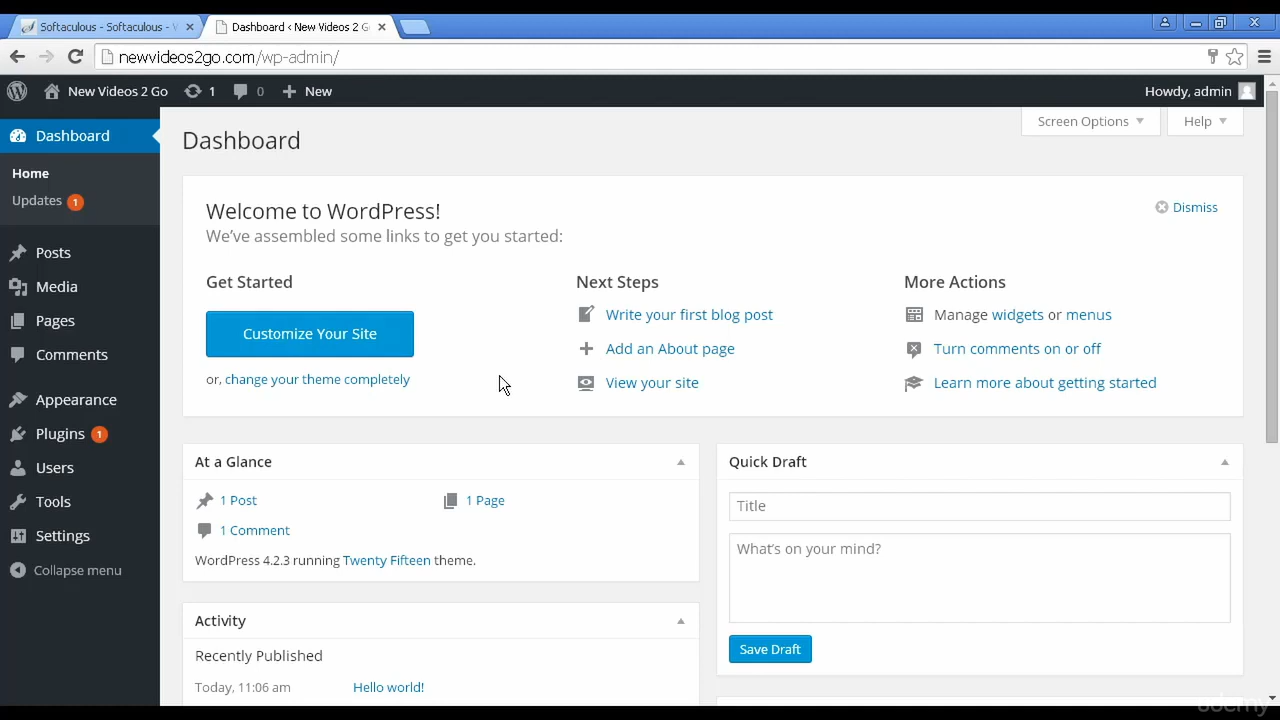 Softaculous - Softaculous -
Dashboard ‹ New Videos 2 G
newvideos2go.com/wp-admin/
New Videos 2 Go 1 0 New
Howdy, admin
Dashboard
Home
Updates 1
Posts
Media
Pages
Comments
Appearance
Plugins 1
Users
Tools
Settings
Collapse menu
Dashboard
Screen Options
Help
Welcome to WordPress!
Dismiss
We've assembled some links to get you started:
Get Started
Customize Your Site
or, change your theme completely
Next Steps
Write your first blog post
Add an About page
View your site
More Actions
Manage widgets or menus
Turn comments on or off
Learn more about getting started
At a Glance
1 Post
1 Page
1 Comment
WordPress 4.2.3 running Twenty Fifteen theme.
Activity
Recently Published
Today, 11:06 am
Hello world!
Quick Draft
Title
What's on your mind?
Save Draft
udemy